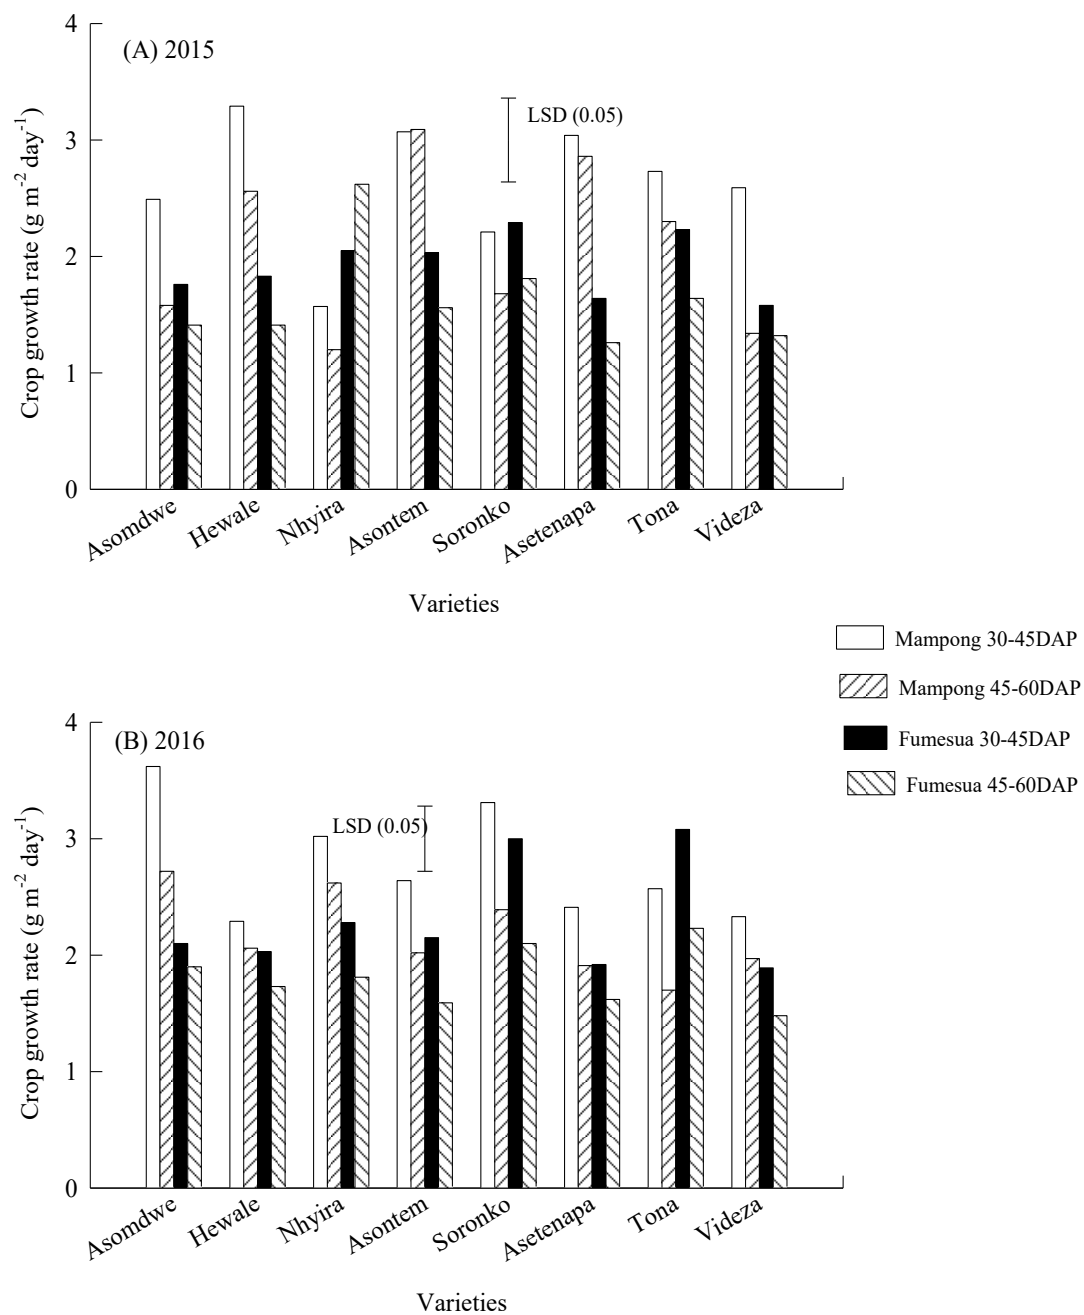 4
(A) 2015
LSD (0.05)
3
2
1
0
Crop growth rate (g m⁻² day⁻¹)
Asomdwe
Hewale
Nhyira
Asontem
Soronko
Asetenapa
Tona
Videza
Varieties
Mampong 30-45DAP
Mampong 45-60DAP
Fumesua 30-45DAP
Fumesua 45-60DAP
4
(B) 2016
LSD (0.05)
3
2
1
0
Crop growth rate (g m⁻² day⁻¹)
Asomdwe
Hewale
Nhyira
Asontem
Soronko
Asetenapa
Tona
Videza
Varieties